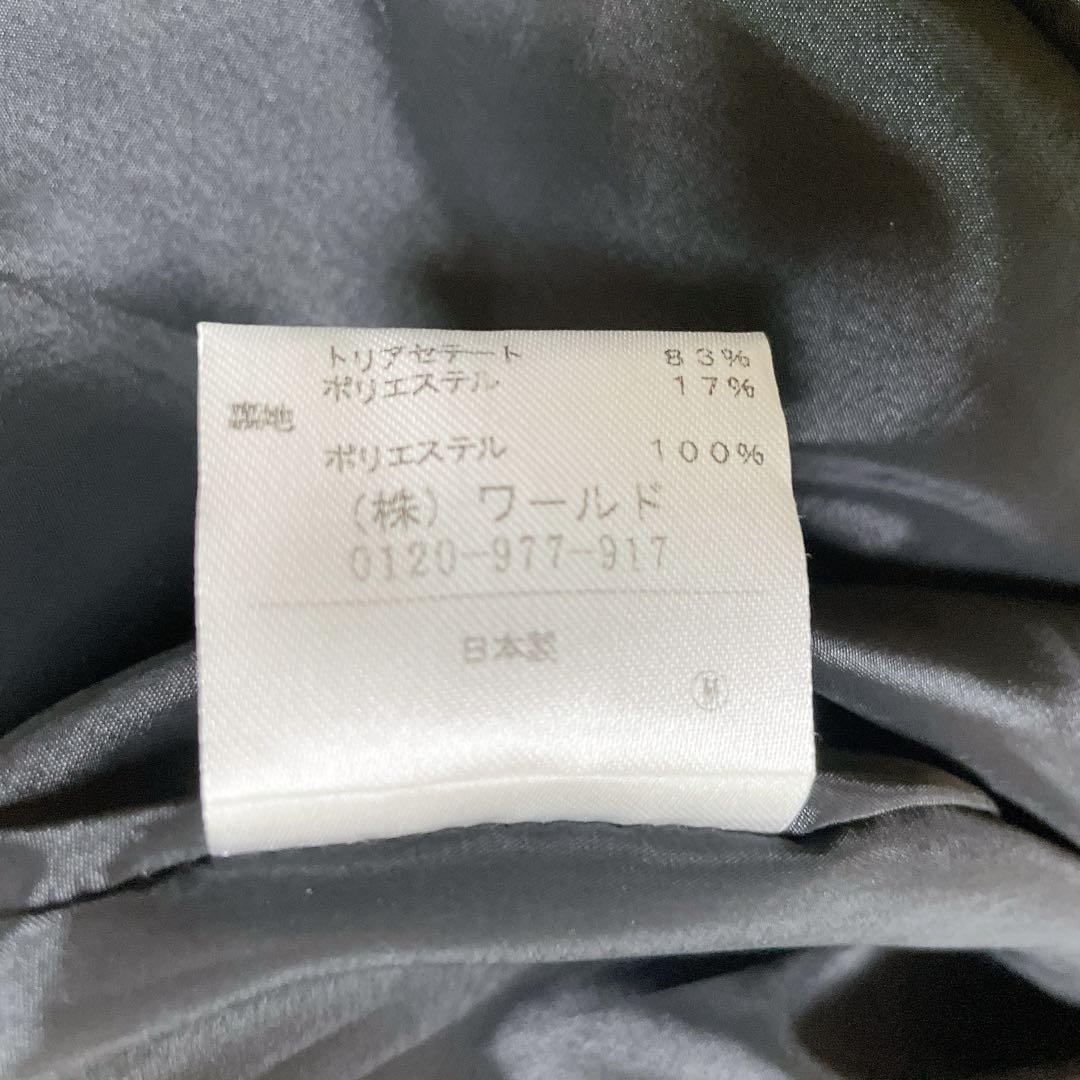 トリアセテート 83%
ポリエステル 17%
裏地
ポリエステル 100%
(株) ワールド
0120-977-917
日本製
M